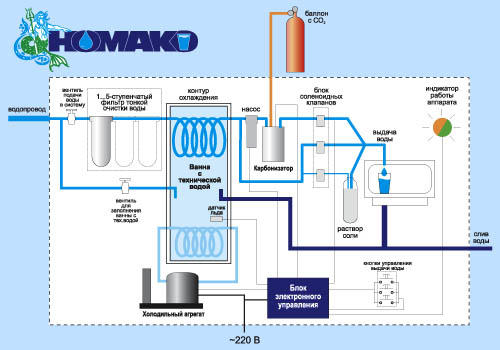 НОМАКО
баллон
с CO₂
вентиль
подачи
воды
в систему
1...5-ступенчатый
фильтр тонкой
очистки воды
контур
охлаждения
насос
блок
соленоидных
клапанов
индикатор
работы
аппарата
водопровод
выдача
воды
Карбонизатор
Ванна
с
технической
водой
вентиль
для
заполнения
ванны с
тех.водой
датчик
льда
раствор
соли
слив
воды
кнопки управления
выдачи воды
Блок
электронного
управления
Холодильный агрегат
~220 В